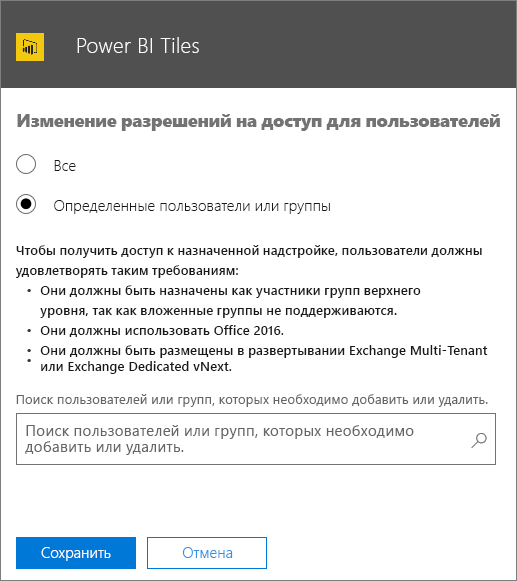 Power BI Tiles
Изменение разрешений на доступ для пользователей
Все
Определенные пользователи или группы
Чтобы получить доступ к назначенной надстройке, пользователи должны
удовлетворять таким требованиям:
• Они должны быть назначены как участники групп верхнего
уровня, так как вложенные группы не поддерживаются.
• Они должны использовать Office 2016.
• Они должны быть размещены в развертывании Exchange Multi-Tenant
• или Exchange Dedicated vNext.
Поиск пользователей или групп, которых необходимо добавить или удалить.
Поиск пользователей или групп, которых необходимо
добавить или удалить.
Сохранить
Отмена